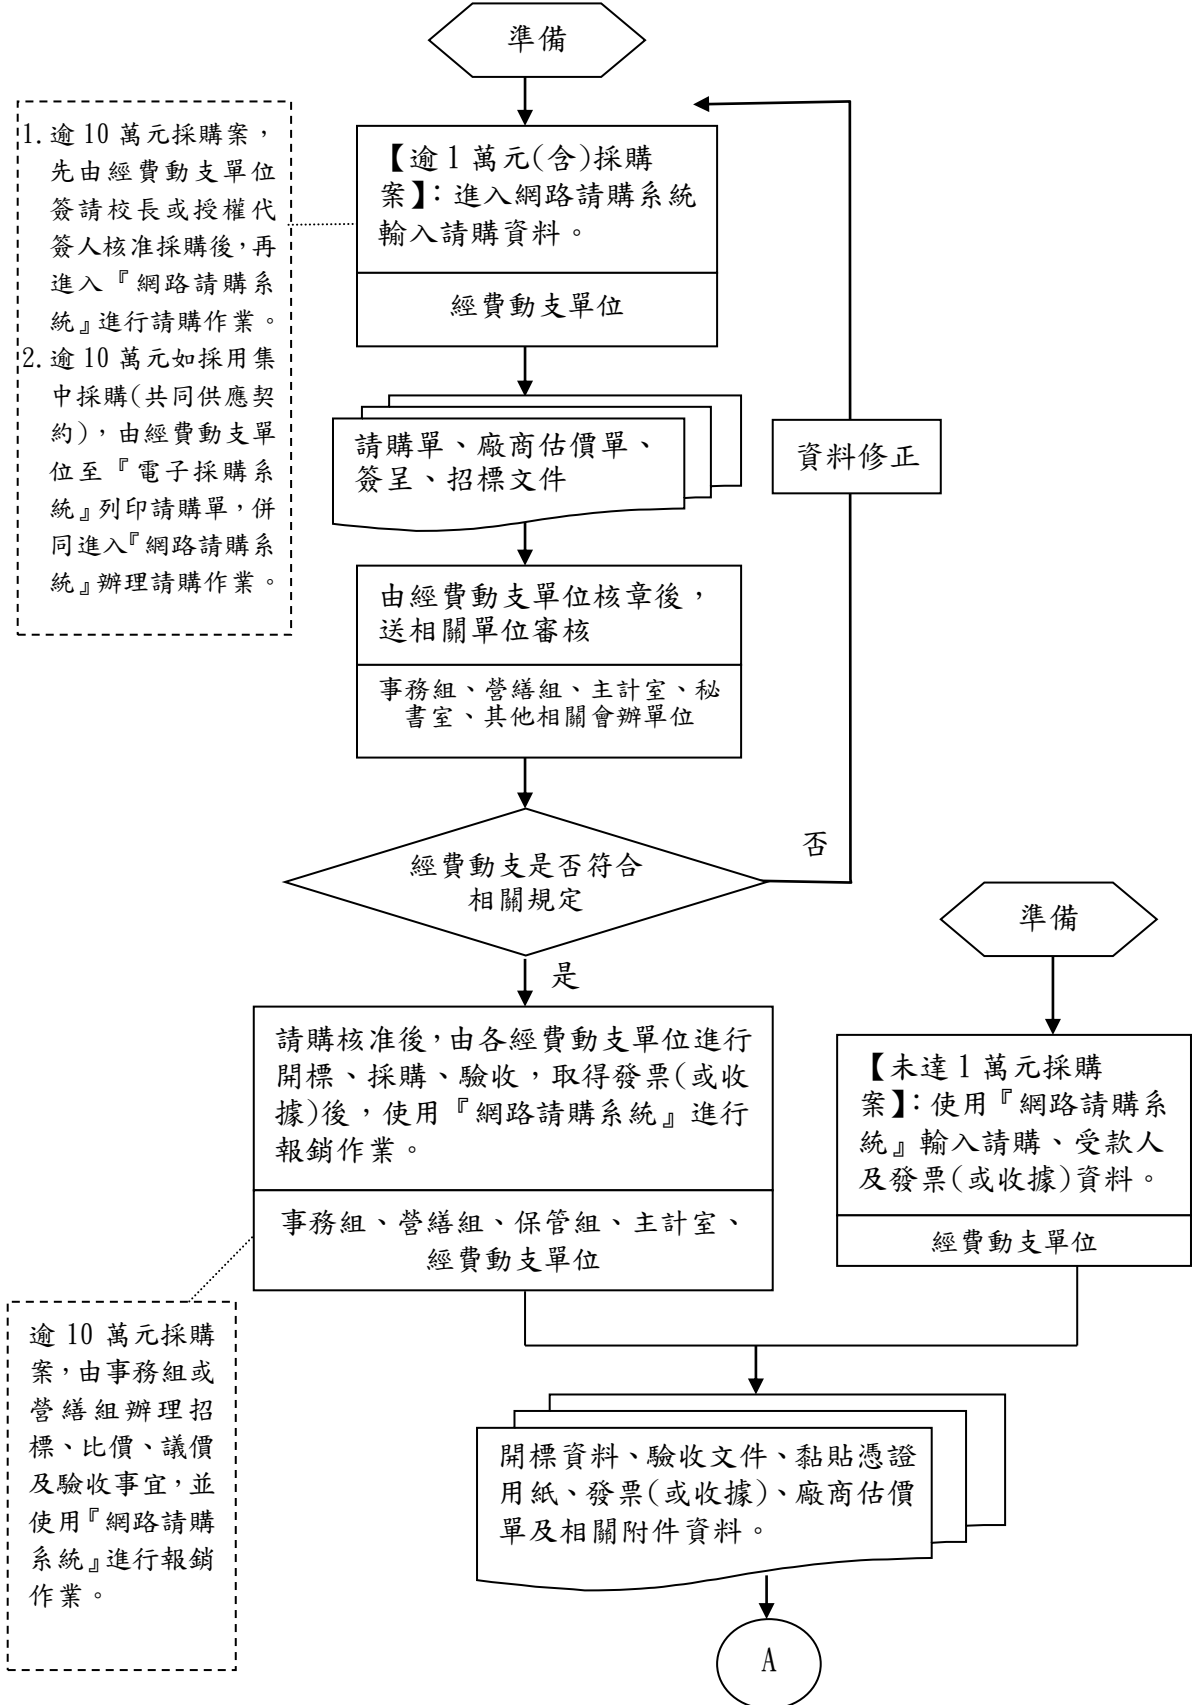 準備
1.逾10萬元採購案，
先由經費動支單位
簽請校長或授權代
簽人核准採購後，再
進入『網路請購系
統』進行請購作業。
2.逾10萬元如採用集
中採購(共同供應契
約)，由經費動支單
位至『電子採購系
統』列印請購單，併
同進入『網路請購系
統』辦理請購作業。
【逾1萬元(含)採購
案】：進入網路請購系統
輸入請購資料。
經費動支單位
請購單、廠商估價單、
簽呈、招標文件
資料修正
由經費動支單位核章後，
送相關單位審核
事務組、營繕組、主計室、秘
書室、其他相關會辦單位
經費動支是否符合
相關規定
否
是
請購核准後，由各經費動支單位進行
開標、採購、驗收，取得發票(或收
據)後，使用『網路請購系統』進行
報銷作業。
事務組、營繕組、保管組、主計室、
經費動支單位
逾10萬元採購
案，由事務組或
營繕組辦理招
標、比價、議價
及驗收事宜，並
使用『網路請購
系統』進行報銷
作業。
準備
【未達1萬元採購
案】：使用『網路請購系
統』輸入請購、受款人
及發票(或收據)資料。
經費動支單位
開標資料、驗收文件、黏貼憑證
用紙、發票(或收據)、廠商估價
單及相關附件資料。
A